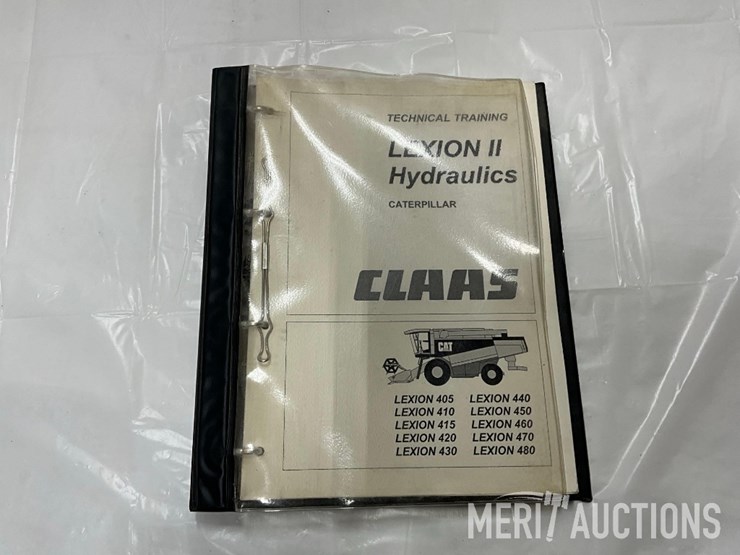 TECHNICAL TRAINING
LEXION II
Hydraulics
CATERPILLAR
CLAAS
CAT
LEXION 405 LEXION 440
LEXION 410 LEXION 450
LEXION 415 LEXION 460
LEXION 420 LEXION 470
LEXION 430 LEXION 480
MERIT AUCTIONS